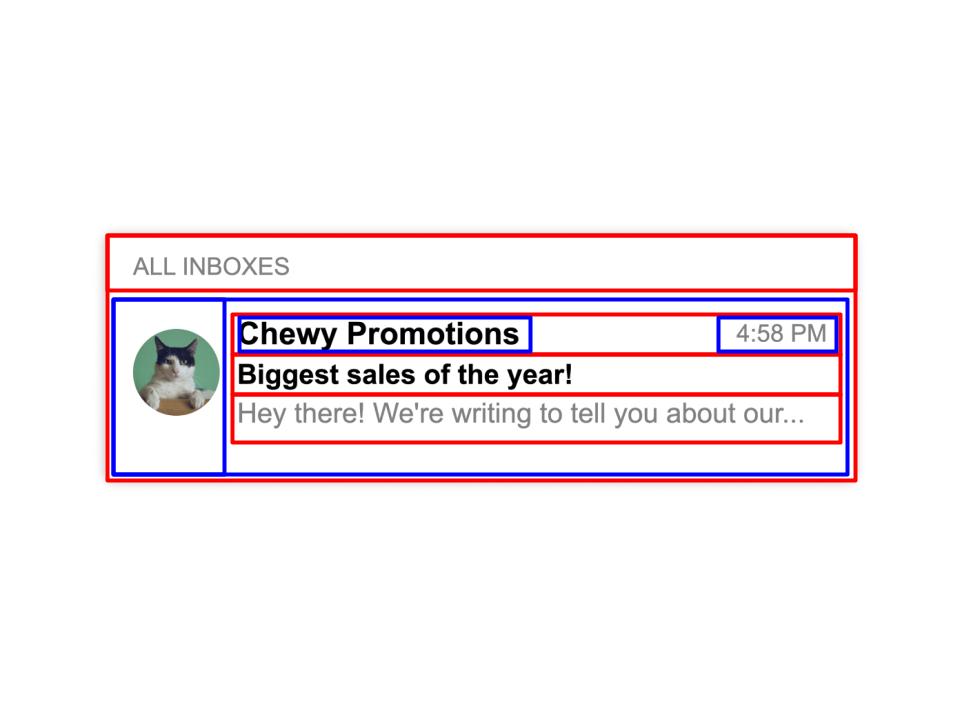 ALL INBOXES
Chewy Promotions 4:58 PM
Biggest sales of the year!
Hey there! We're writing to tell you about our...